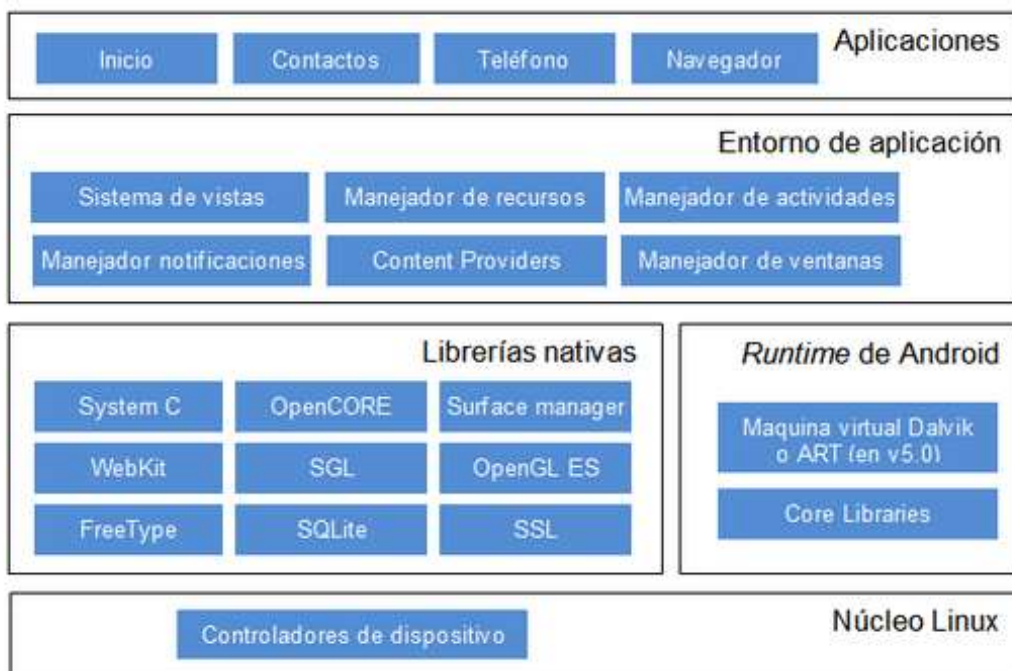 Aplicaciones
Inicio
Contactos
Teléfono
Navegador
Entorno de aplicación
Sistema de vistas
Manejador de recursos
Manejador de actividades
Manejador notificaciones
Content Providers
Manejador de ventanas
Librerías nativas
System C
OpenCORE
Surface manager
WebKit
SGL
OpenGL ES
FreeType
SQLite
SSL
Runtime de Android
Maquina virtual Dalvik
o ART (en v5.0)
Core Libraries
Núcleo Linux
Controladores de dispositivo